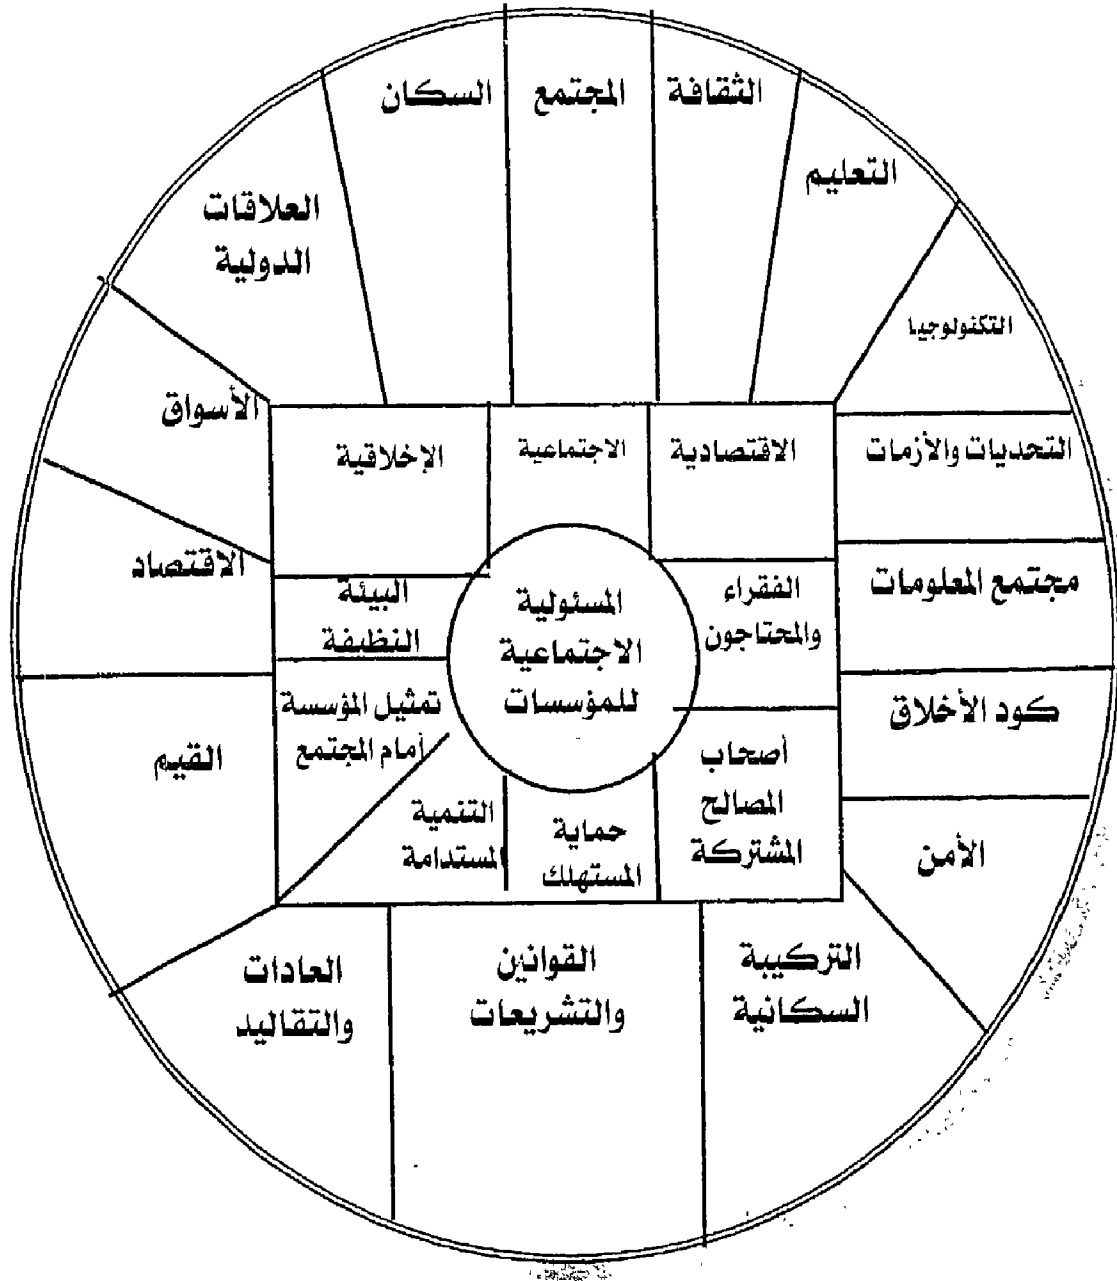 الثقافة
المجتمع
السكان
التعليم
العلاقات
الدولية
التكنولوجيا
الأسواق
التحديات والأزمات
الاقتصادية
الاجتماعية
الإخلاقية
الاقتصاد
مجتمع المعلومات
الفقراء
والمحتاجون
المسئولية
الاجتماعية
للمؤسسات
البيئة
النظيفة
كود الأخلاق
تمثيل المؤسسة
أمام المجتمع
القيم
أصحاب
المصالح
المشتركة
حماية
المستهلك
التنمية
المستدامة
الأمن
التركيبة
السكانية
القوانين
والتشريعات
العادات
والتقاليد